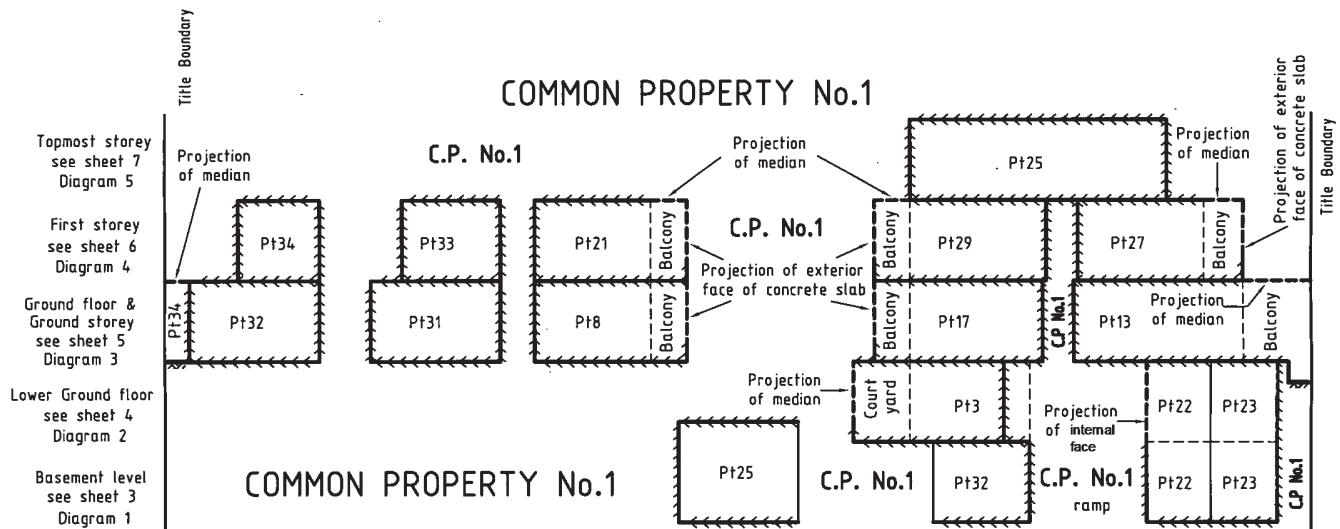 COMMON PROPERTY No.1
Title Boundary
Projection of exterior
face of concrete slab
Title Boundary
Topmost storey
see sheet 7
Diagram 5
Projection
of median
C.P. No.1
Projection
of median
Pt25
Projection
of median
First storey
see sheet 6
Diagram 4
Pt34
Pt33
Pt21
Balcony
C.P. No.1
Balcony
Pt29
Pt27
Balcony
Projection of exterior
face of concrete slab
Ground floor &
Ground storey
see sheet 5
Diagram 3
Pt34
Pt32
Pt31
Pt8
Balcony
Balcony
Pt17
C.P No.1
Pt13
Projection
of median
Balcony
Lower Ground floor
see sheet 4
Diagram 2
Projection
of median
Court
yard
Pt3
Projection
of internal
face
Pt22
Pt23
Basement level
see sheet 3
Diagram 1
COMMON PROPERTY No.1
Pt25
C.P. No.1
Pt32
C.P. No.1
ramp
Pt22
Pt23
C.P No.1